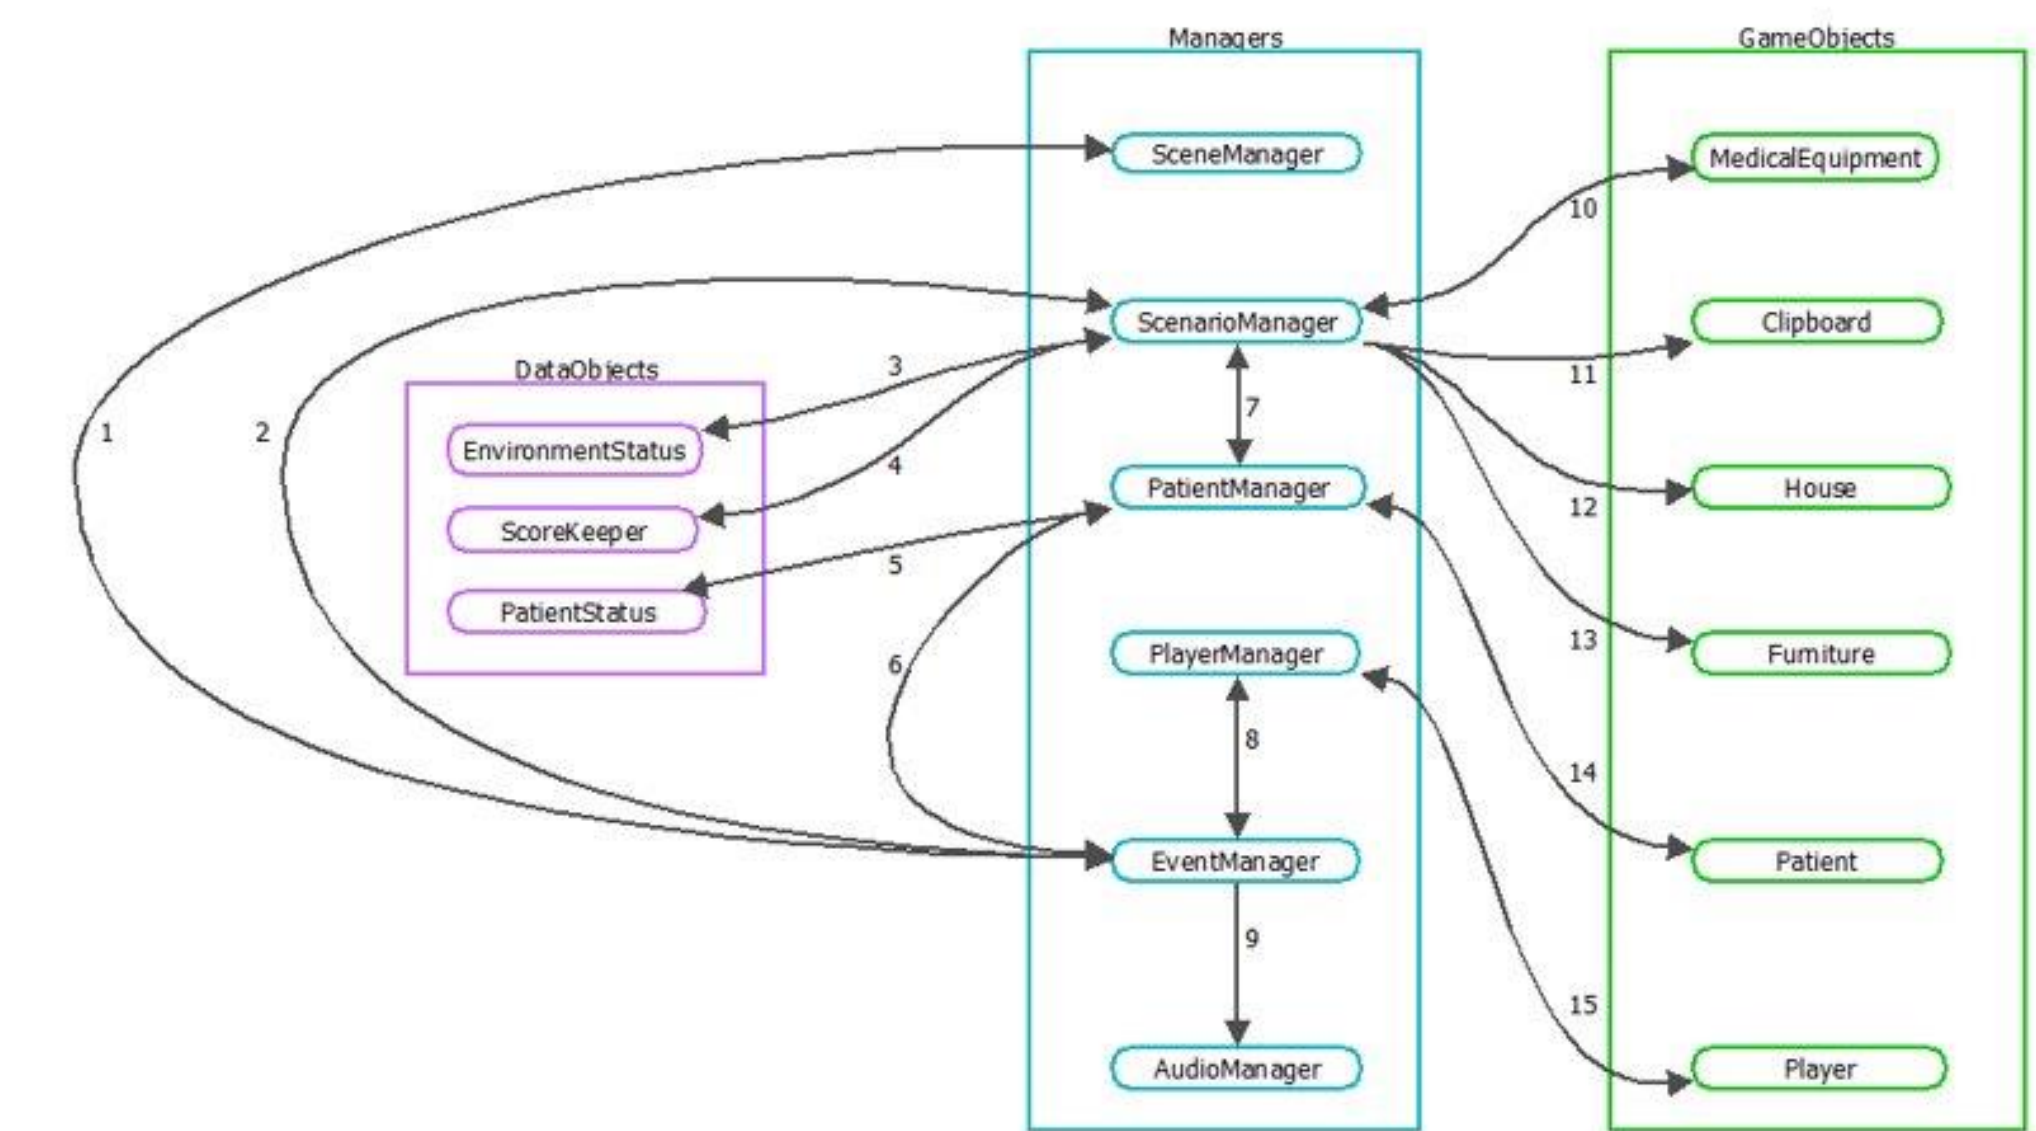 Managers
GameObjects
SceneManager
MedicalEquipment
10
ScenarioManager
Clipboard
3
11
DataObjects
1
2
7
EnvironmentStatus
4
PatientManager
House
12
ScoreKeeper
5
PatientStatus
6
PlayerManager
13
Furniture
8
14
EventManager
Patient
9
15
AudioManager
Player